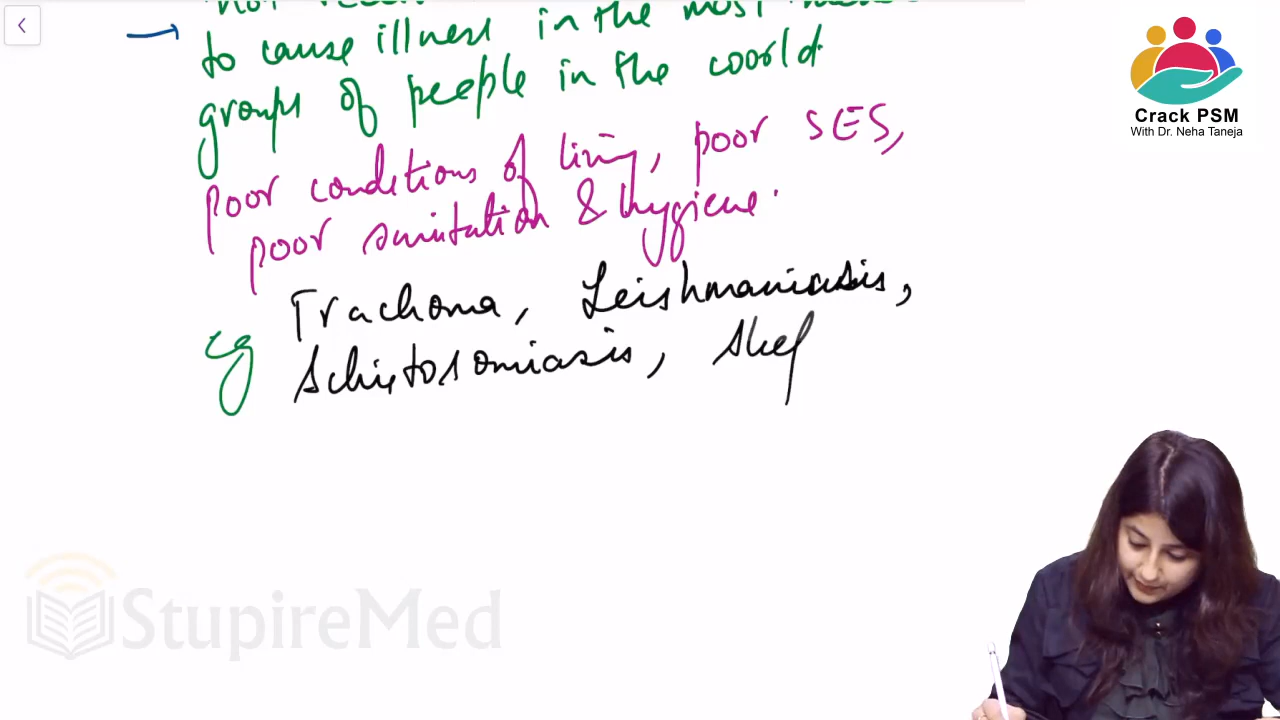 to cause illness in the most
groups of people in the world
poor conditions of living, poor SES,
poor sanitation & hygiene.
eg Trachoma, Leishmaniasis,
Schistosomiasis,
Crack PSM
With Dr. Neha Taneja
StupireMed